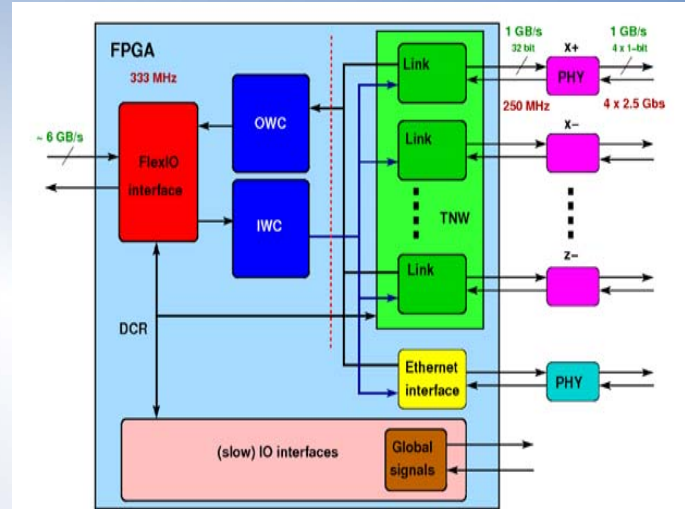 FPGA
333 MHz
~ 6 GB/s
FlexIO
interface
OWC
IWC
DCR
Link
Link
TNW
Link
1 GB/s
32 bit
x+
1 GB/s
4 x 1-bit
PHY
250 MHz
4 x 2.5 Gbs
x-
z-
Ethernet
interface
PHY
(slow) IO interfaces
Global
signals